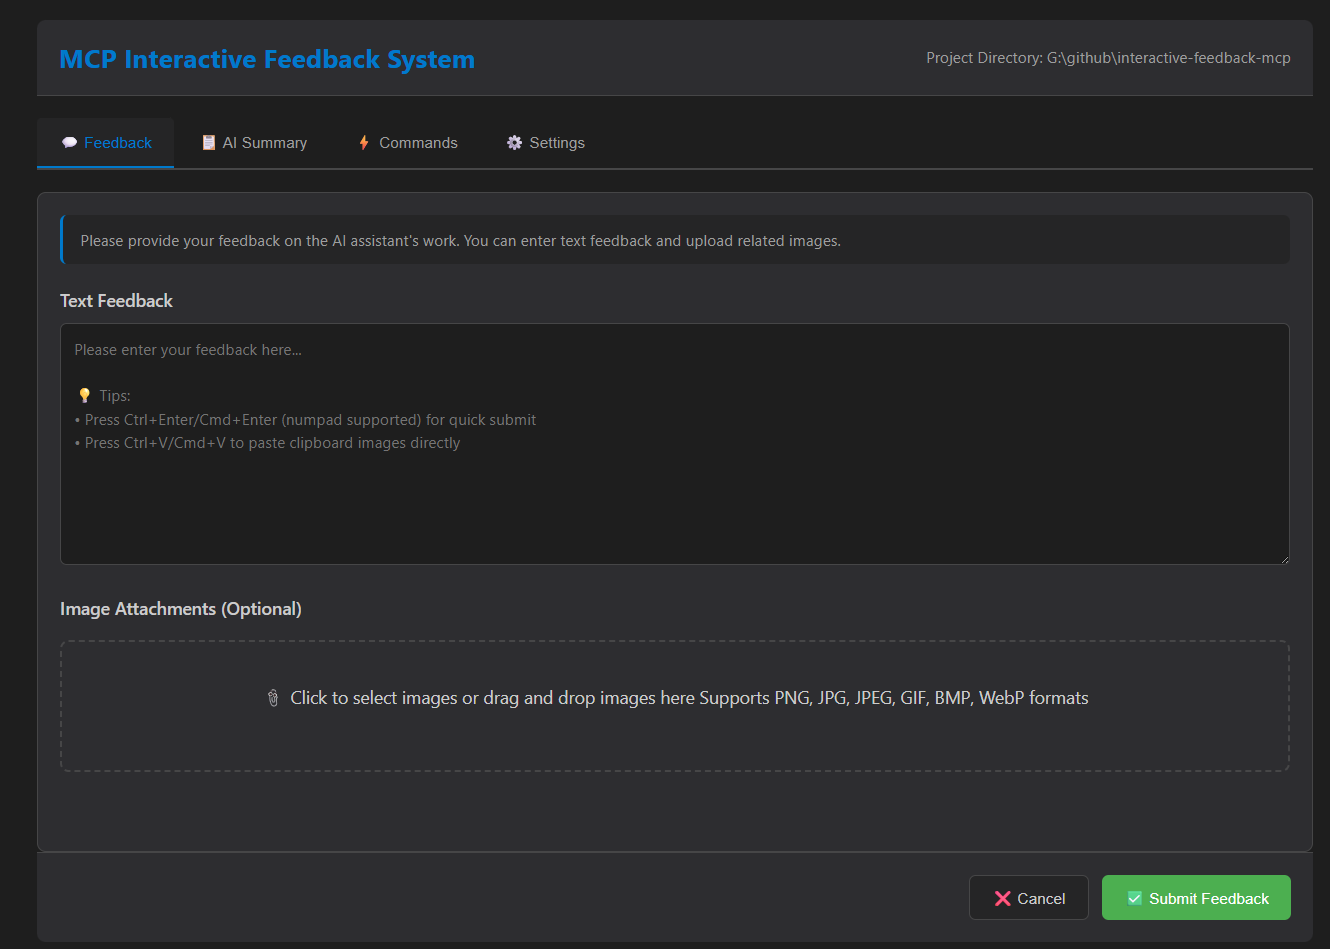 MCP Interactive Feedback System
Project Directory: G:\github\interactive-feedback-mcp
Feedback
AI Summary
Commands
Settings
Please provide your feedback on the AI assistant's work. You can enter text feedback and upload related images.
Text Feedback
Please enter your feedback here...
Tips:
• Press Ctrl+Enter/Cmd+Enter (numpad supported) for quick submit
• Press Ctrl+V/Cmd+V to paste clipboard images directly
Image Attachments (Optional)
Click to select images or drag and drop images here Supports PNG, JPG, JPEG, GIF, BMP, WebP formats
Cancel
Submit Feedback